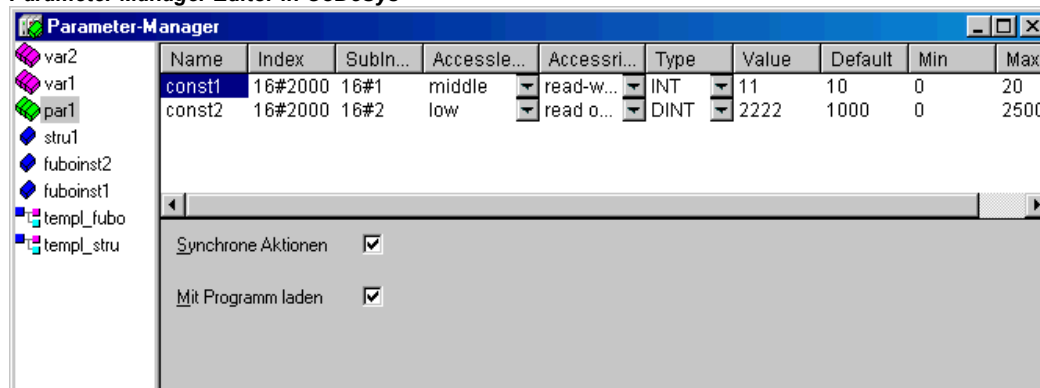 Parameter-Manager
var2
var1
par1
stru1
fuboinst2
fuboinst1
templ_fubo
templ_stru
Name Index SubIn... Accessle... Accessri... Type Value Default Min Max
const1 16#2000 16#1 middle read-w... INT 11 10 0 20
const2 16#2000 16#2 low read o... DINT 2222 1000 0 2500
Synchrone Aktionen
Mit Programm laden